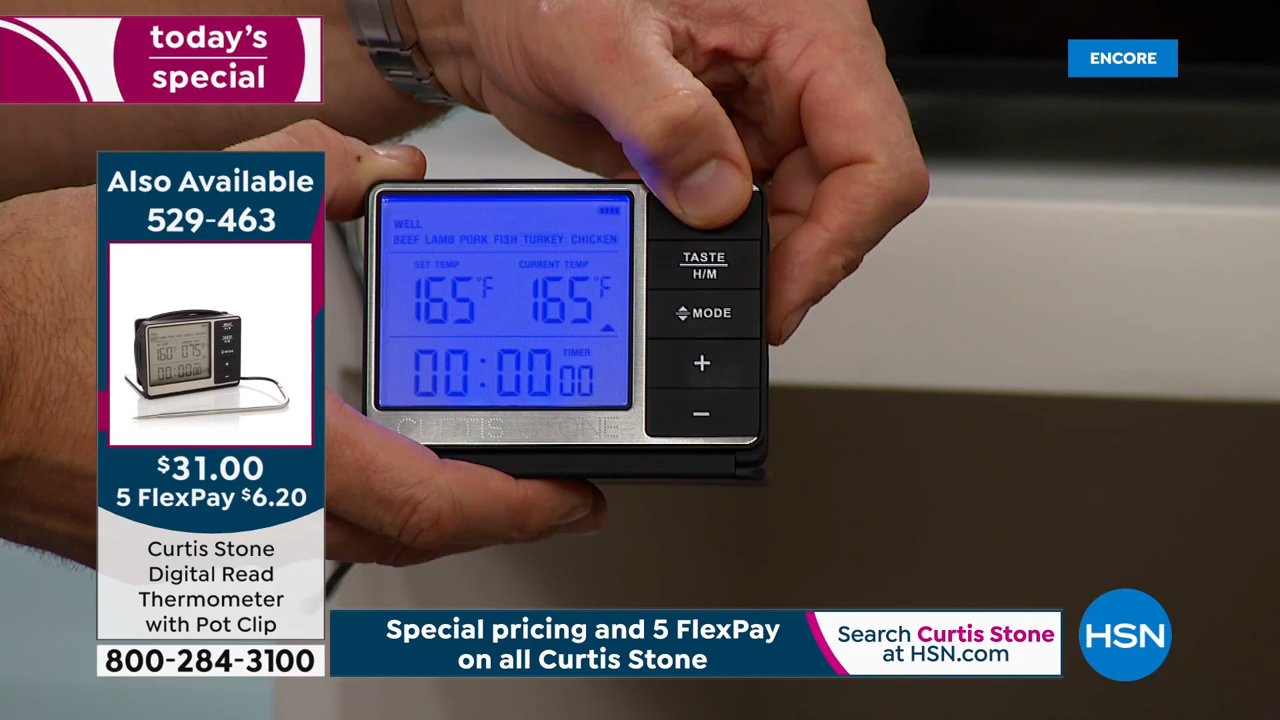 today's
special
ENCORE
Also Available
529-463
$31.00
5 FlexPay $6.20
Curtis Stone
Digital Read
Thermometer
with Pot Clip
800-284-3100
WELL
BEEF LAMB PORK FISH TURKEY CHICKEN
SET TEMP CURRENT TEMP
165°F 165°F
TIMER
00:00 00
CURTIS STONE
TASTE
H/M
MODE
+
−
Special pricing and 5 FlexPay
on all Curtis Stone
Search Curtis Stone
at HSN.com
HSN